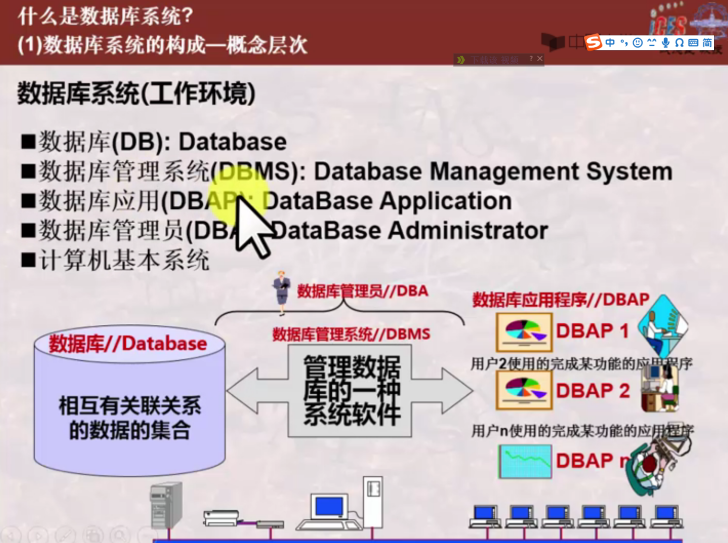 什么是数据库系统?
(1)数据库系统的构成—概念层次
中
简
数据库系统(工作环境)
■数据库(DB): Database
■数据库管理系统(DBMS): Database Management System
■数据库应用(DBAP): DataBase Application
■数据库管理员(DBA DataBase Administrator
■计算机基本系统
数据库管理员//DBA
数据库应用程序//DBAP
数据库管理系统//DBMS
数据库//Database
相互有关联关系
的数据的集合
管理数据
库的一种
系统软件
DBAP 1
用户2使用的完成某功能的应用程序
DBAP 2
用户n使用的完成某功能的应用程序
DBAP n